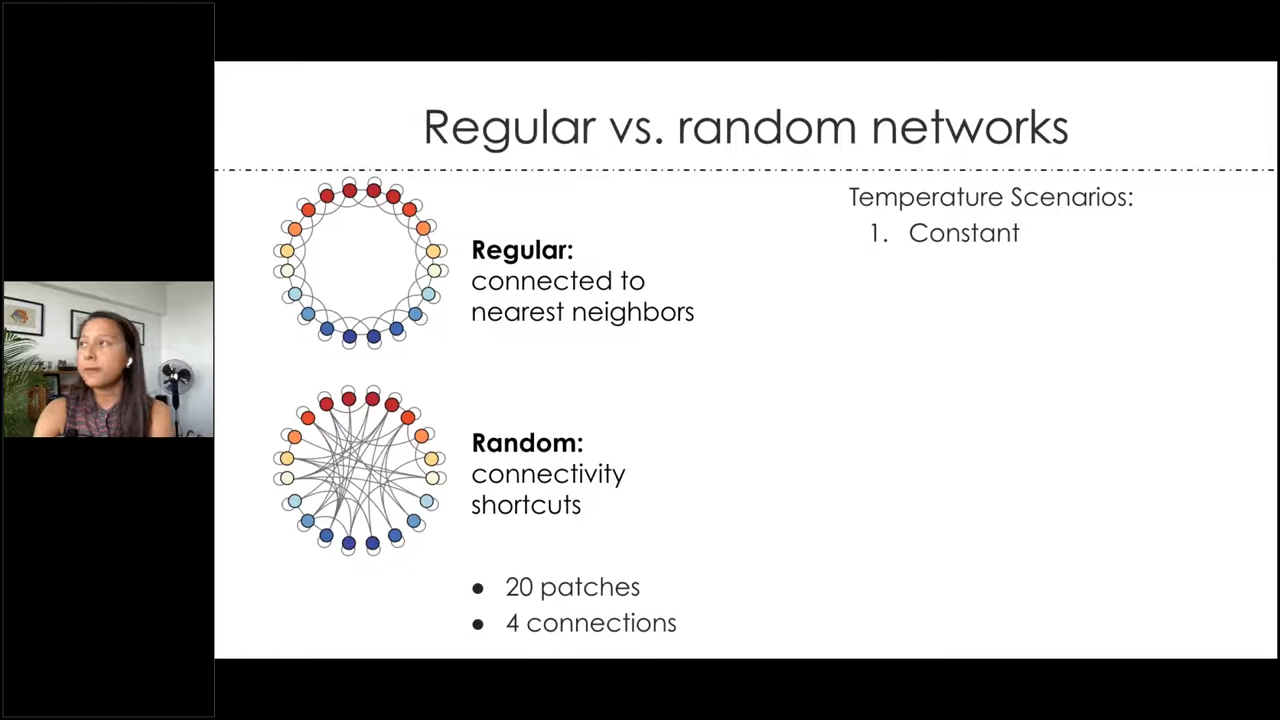 Regular vs. random networks
Regular:
connected to
nearest neighbors
Random:
connectivity
shortcuts
● 20 patches
● 4 connections
Temperature Scenarios:
1. Constant